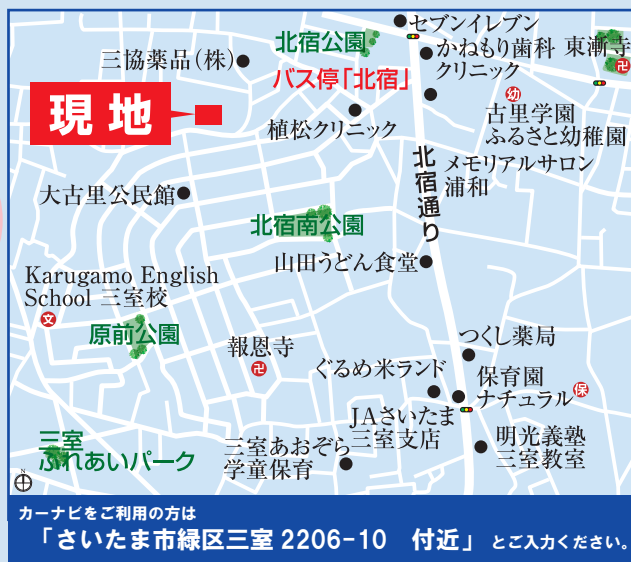 セブンイレブン
北宿公園
かねもり歯科
クリニック
東漸寺
卍
三協薬品(株)
バス停「北宿」
現地
植松クリニック
幼
古里学園
ふるさと幼稚園
北宿通り
メモリアルサロン
浦和
大古里公民館
北宿南公園
山田うどん食堂
Karugamo English
School 三室校
文
原前公園
報恩寺
卍
つくし薬局
ぐるめ米ランド
保育園
ナチュラル
保
JAさいたま
三室支店
三室
ふれあいパーク
三室あおぞら
学童保育
明光義塾
三室教室
N
カーナビをご利用の方は
「さいたま市緑区三室 2206-10 付近」 とご入力ください。